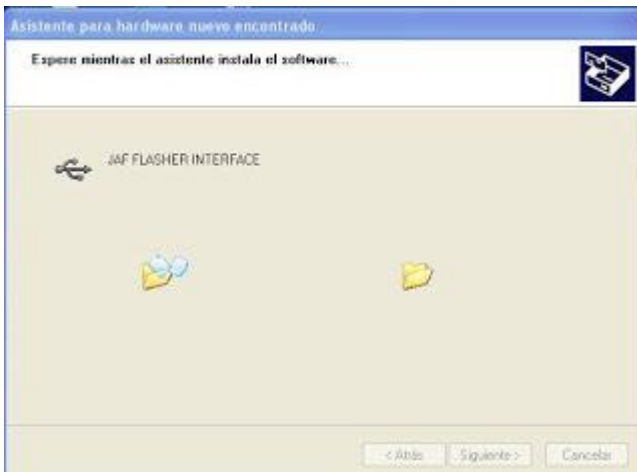 Asistente para hardware nuevo encontrado
Espere mientras el asistente instala el software...
JAF FLASHER INTERFACE
< Atrás Siguiente > Cancelar